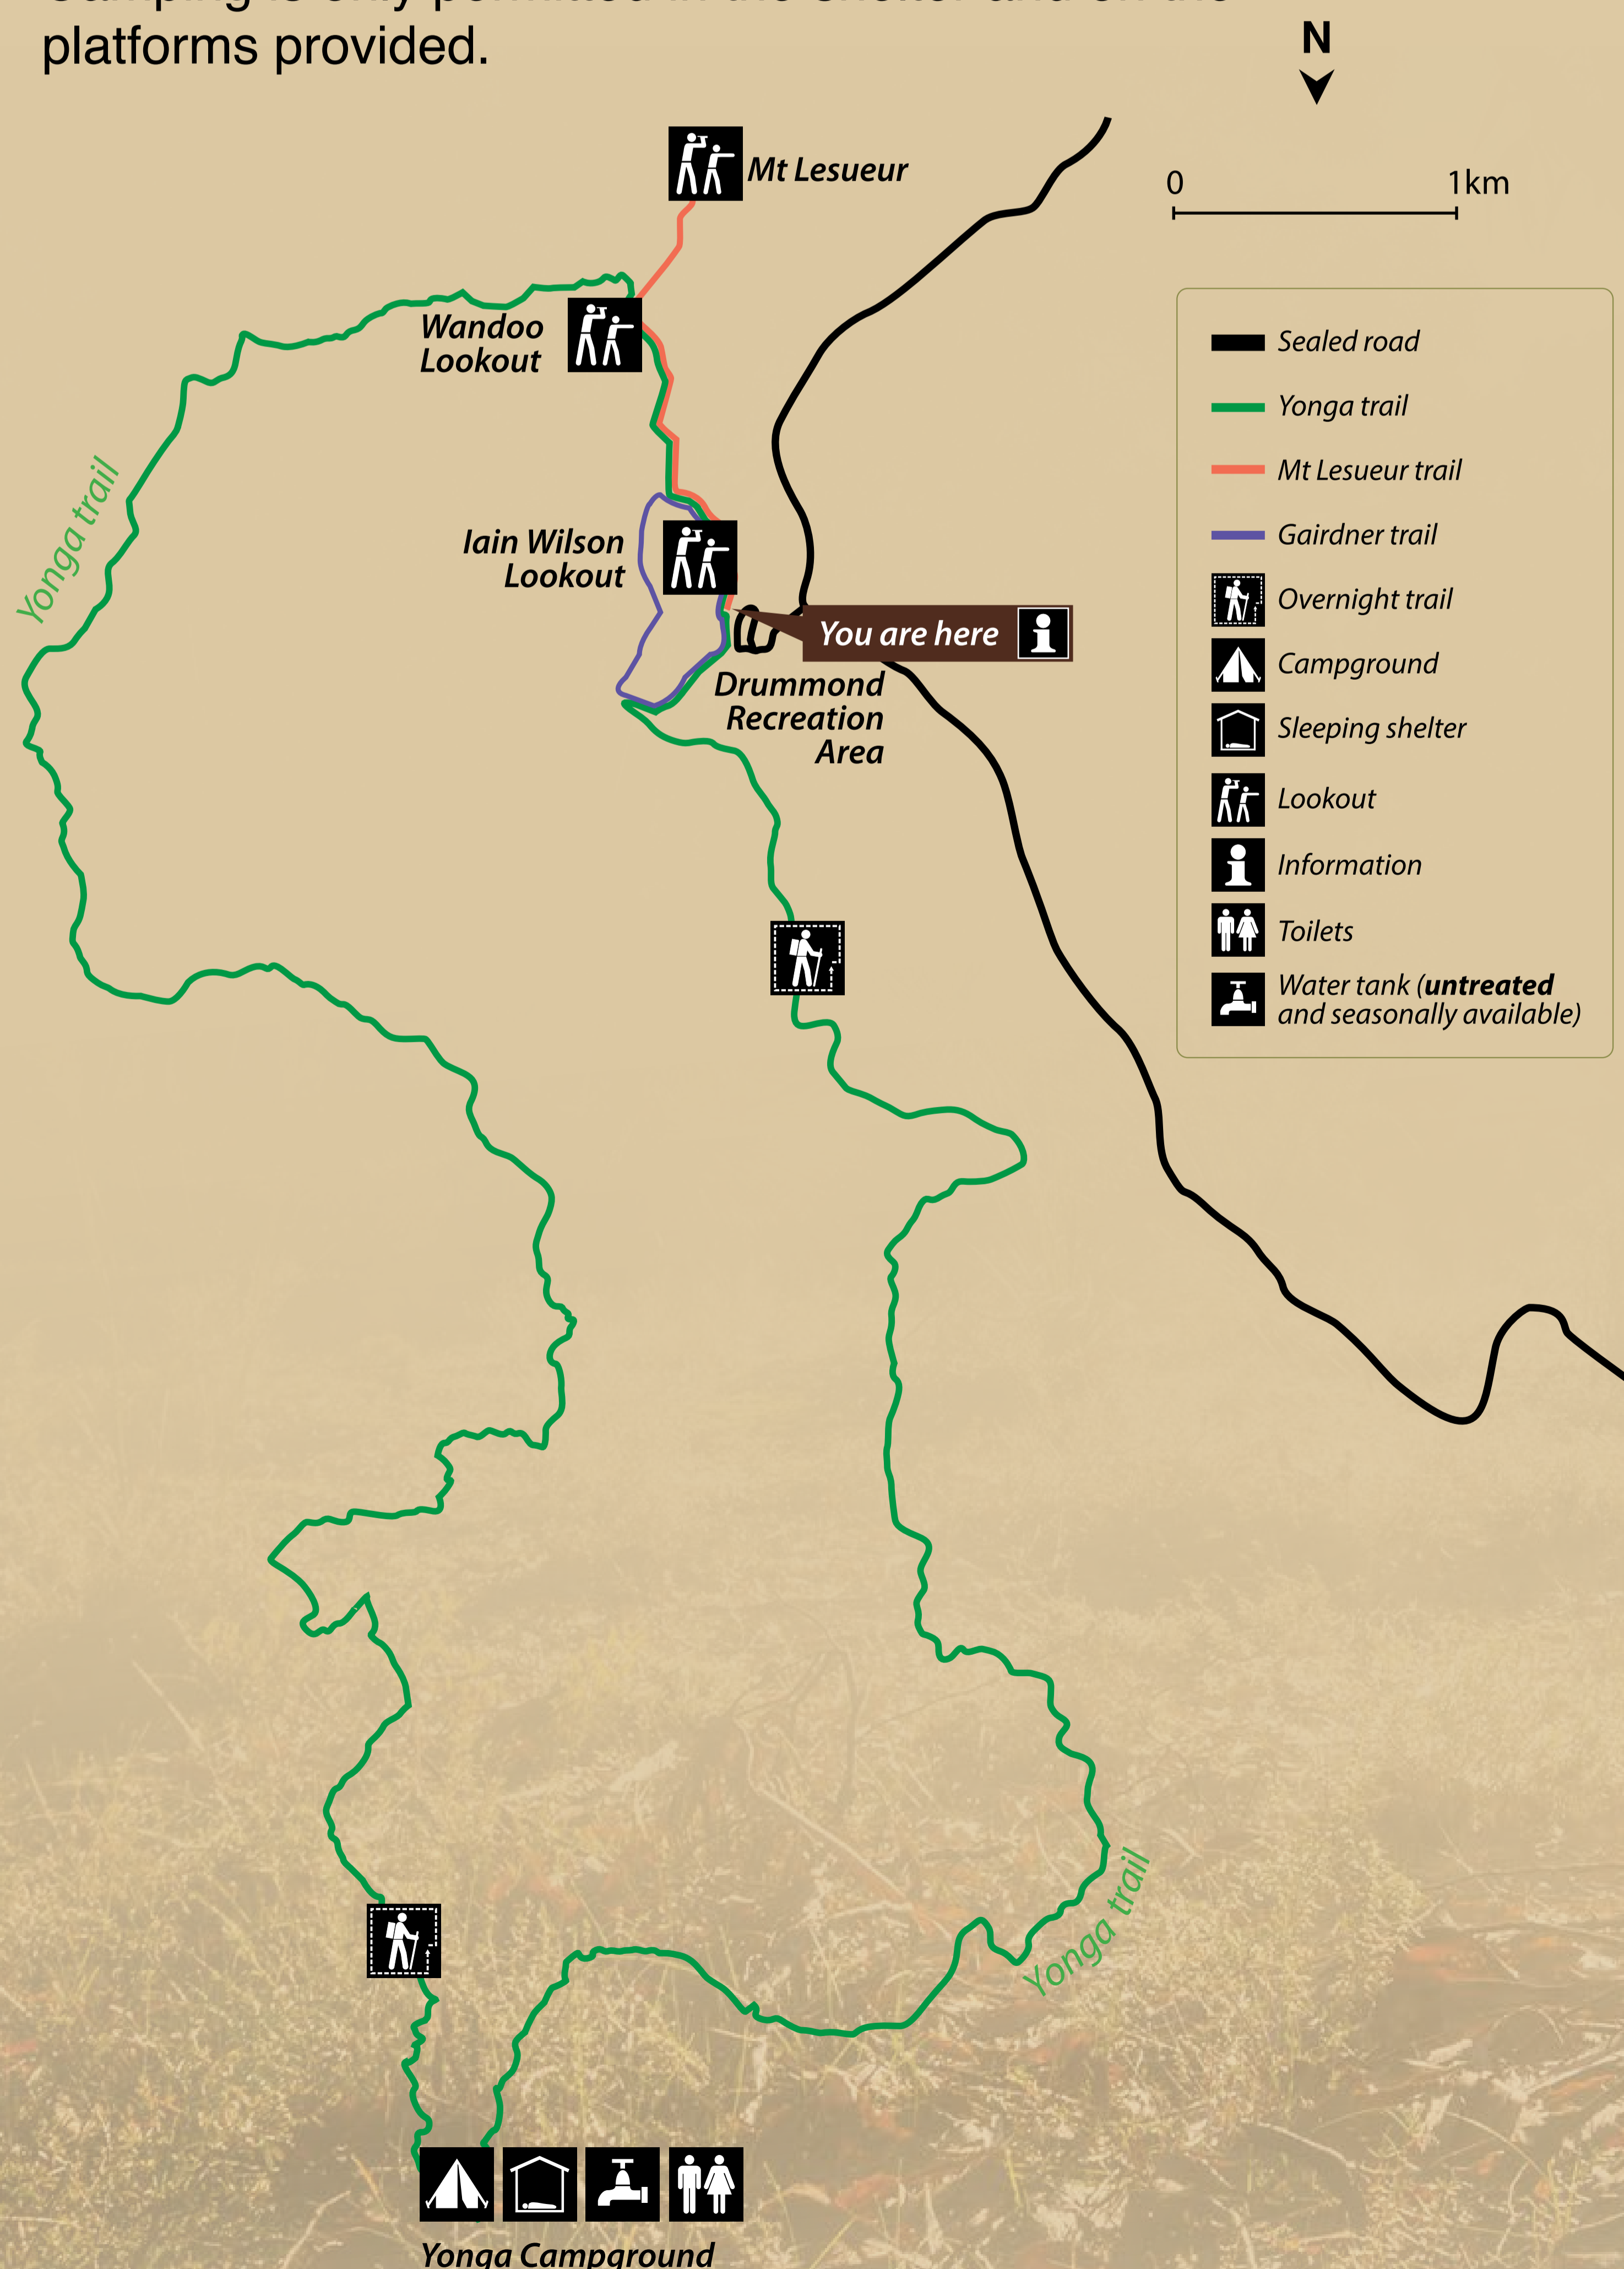 platforms provided.
N
0 1km
Mt Lesueur
Wandoo
Lookout
Yonga trail
Iain Wilson
Lookout
You are here
Drummond
Recreation
Area
Sealed road
Yonga trail
Mt Lesueur trail
Gairdner trail
Overnight trail
Campground
Sleeping shelter
Lookout
Information
Toilets
Water tank (untreated
and seasonally available)
Yonga trail
Yonga Campground